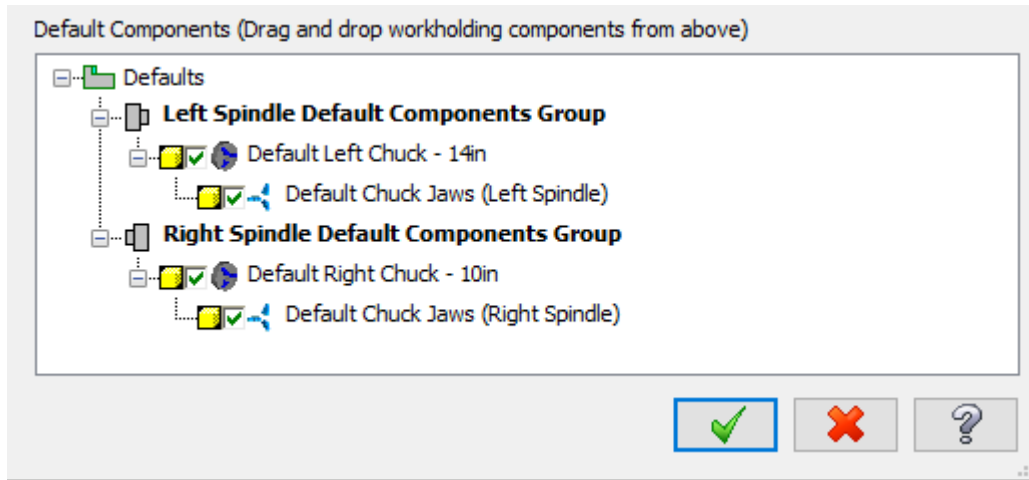 Default Components (Drag and drop workholding components from above)
Defaults
Left Spindle Default Components Group
Default Left Chuck - 14in
Default Chuck Jaws (Left Spindle)
Right Spindle Default Components Group
Default Right Chuck - 10in
Default Chuck Jaws (Right Spindle)